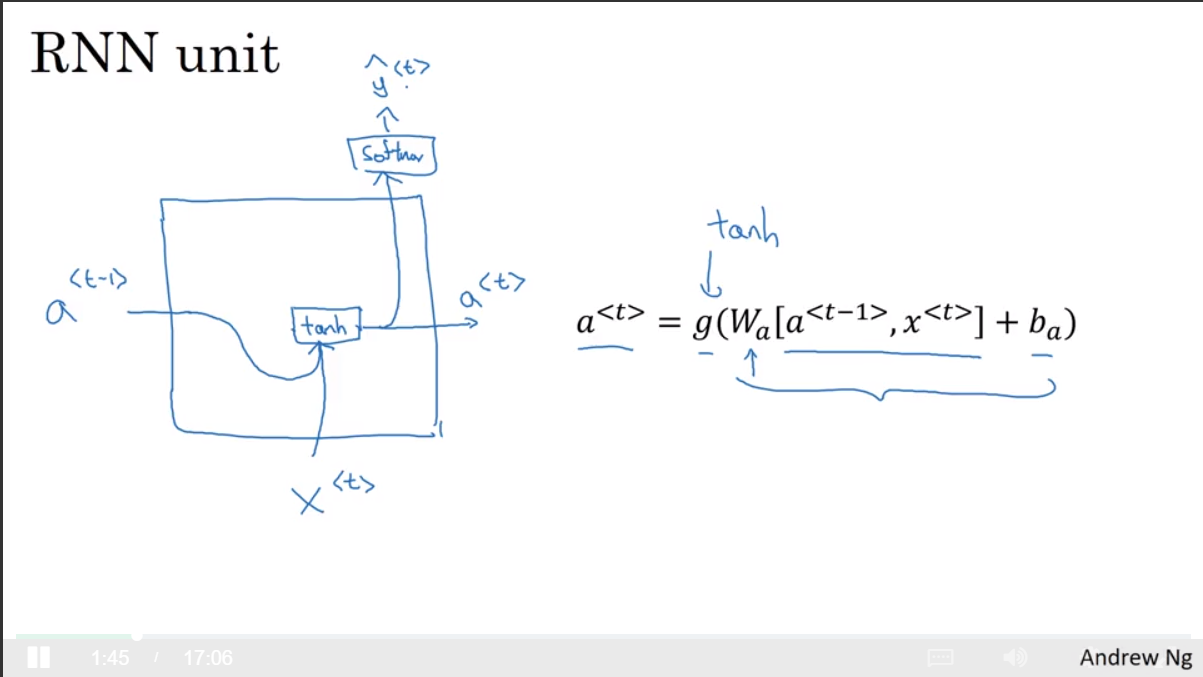 RNN unit
ŷ<t>
softmax
tanh
a<t-1>
a<t>
tanh
a<t> = g(Wₐ[a<t−1>, x<t>] + bₐ)
x<t>
1:45 / 17:06
Andrew Ng